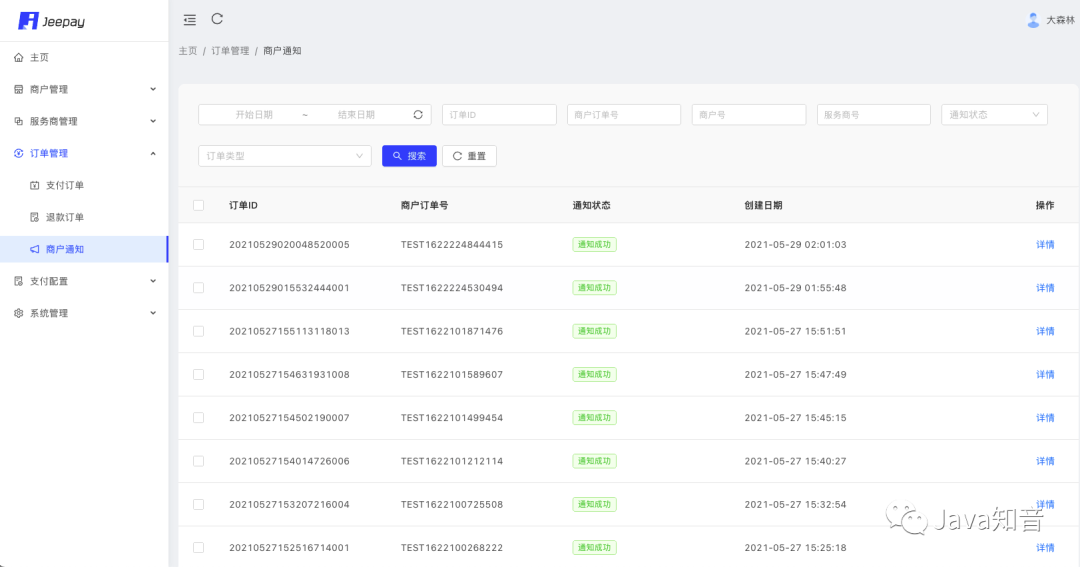 Jeepay
大森林
主页 / 订单管理 / 商户通知
主页
商户管理
服务商管理
订单管理
支付订单
退款订单
商户通知
支付配置
系统管理
开始日期 ~ 结束日期 订单ID 商户订单号 商户号 服务商号 通知状态
订单类型 搜索 重置
订单ID 商户订单号 通知状态 创建日期 操作
20210529020048520005 TEST1622224844415 通知成功 2021-05-29 02:01:03 详情
20210529015532444001 TEST1622224530494 通知成功 2021-05-29 01:55:48 详情
20210527155113118013 TEST1622101871476 通知成功 2021-05-27 15:51:51 详情
20210527154631931008 TEST1622101589607 通知成功 2021-05-27 15:47:49 详情
20210527154502190007 TEST1622101499454 通知成功 2021-05-27 15:45:15 详情
20210527154014726006 TEST1622101212114 通知成功 2021-05-27 15:40:27 详情
20210527153207216004 TEST1622100725508 通知成功 2021-05-27 15:32:54 详情
Java知音
20210527152516714001 TEST1622100268222 通知成功 2021-05-27 15:25:18 详情